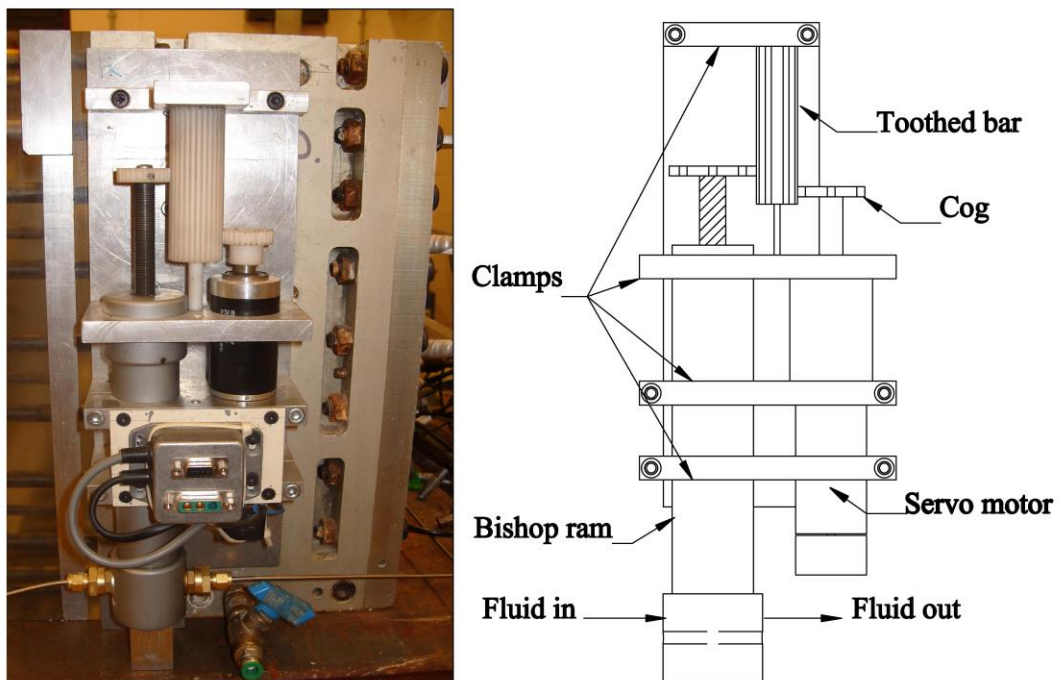 Toothed bar
Cog
Clamps
Servo motor
Bishop ram
Fluid in
Fluid out